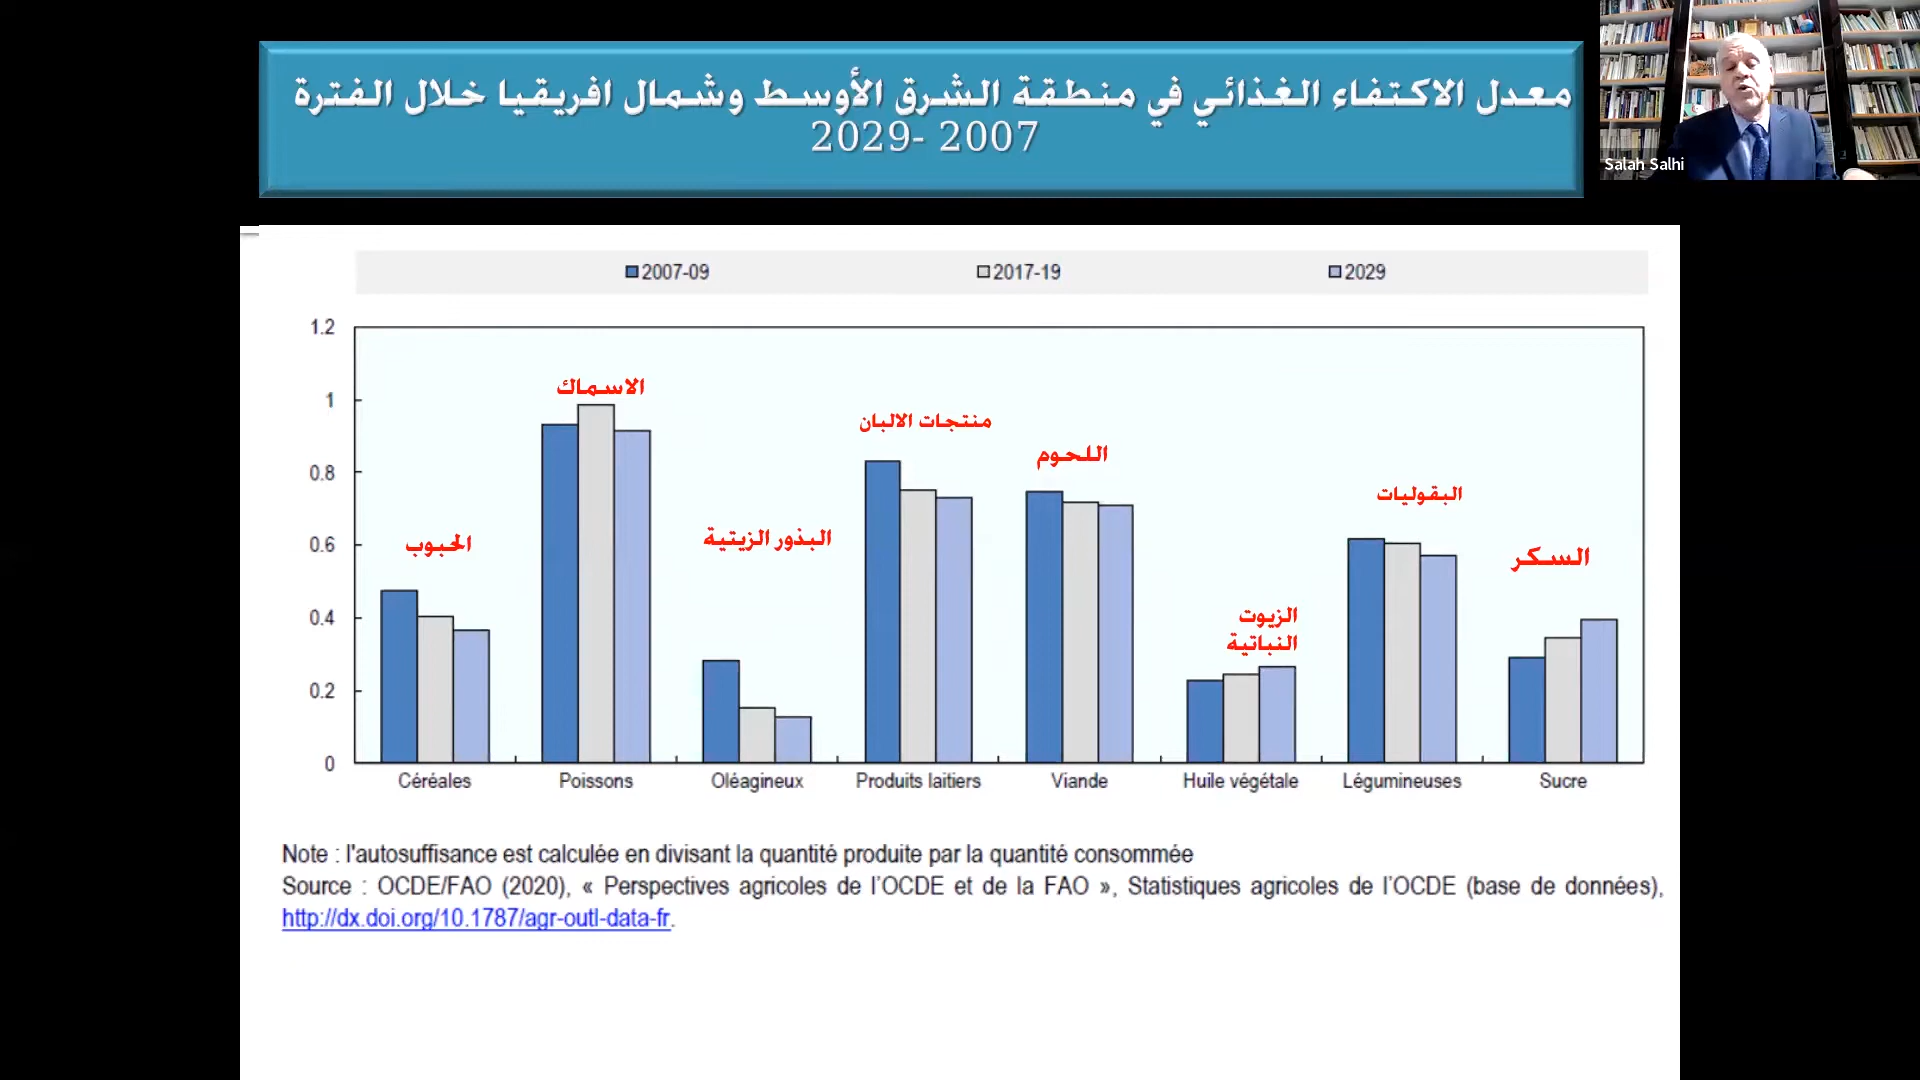 معدل الاكتفاء الغذائي في منطقة الشرق الأوسط وشمال افريقيا خلال الفترة
2029- 2007
Salah Salhi
2007-09
2017-19
2029
1.2
1
0.8
0.6
0.4
0.2
0
الحبوب
الاسماك
البذور الزيتية
منتجات الالبان
اللحوم
الزيوت
النباتية
البقوليات
السكر
Céréales
Poissons
Oléagineux
Produits laitiers
Viande
Huile végétale
Légumineuses
Sucre
Note : l'autosuffisance est calculée en divisant la quantité produite par la quantité consommée
Source : OCDE/FAO (2020), « Perspectives agricoles de l’OCDE et de la FAO », Statistiques agricoles de l’OCDE (base de données),
http://dx.doi.org/10.1787/agr-outl-data-fr.